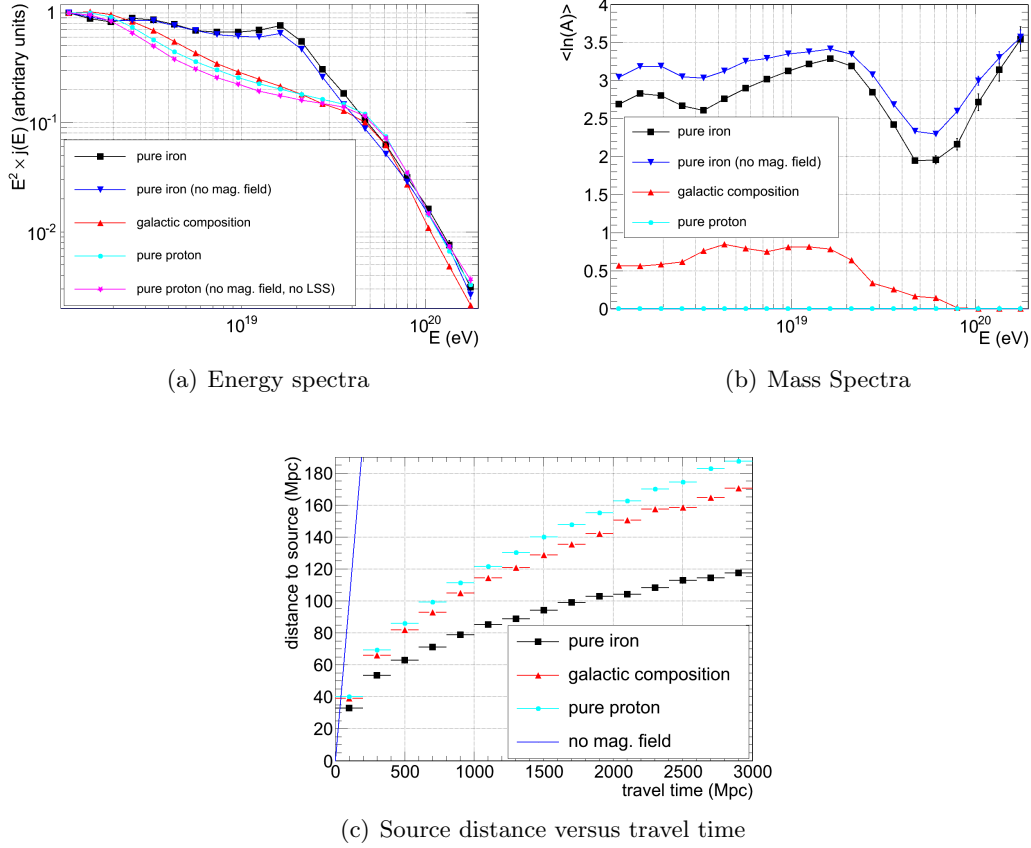 E² × j(E) (arbritary units)
1
10⁻¹
10⁻²
pure iron
pure iron (no mag. field)
galactic composition
pure proton
pure proton (no mag. field, no LSS)
10¹⁹
10²⁰
E (eV)
(a) Energy spectra
<ln(A)>
4
3.5
3
2.5
2
1.5
1
0.5
0
pure iron
pure iron (no mag. field)
galactic composition
pure proton
10¹⁹
10²⁰
E (eV)
(b) Mass Spectra
distance to source (Mpc)
180
160
140
120
100
80
60
40
20
0
pure iron
galactic composition
pure proton
no mag. field
0 500 1000 1500 2000 2500 3000
travel time (Mpc)
(c) Source distance versus travel time